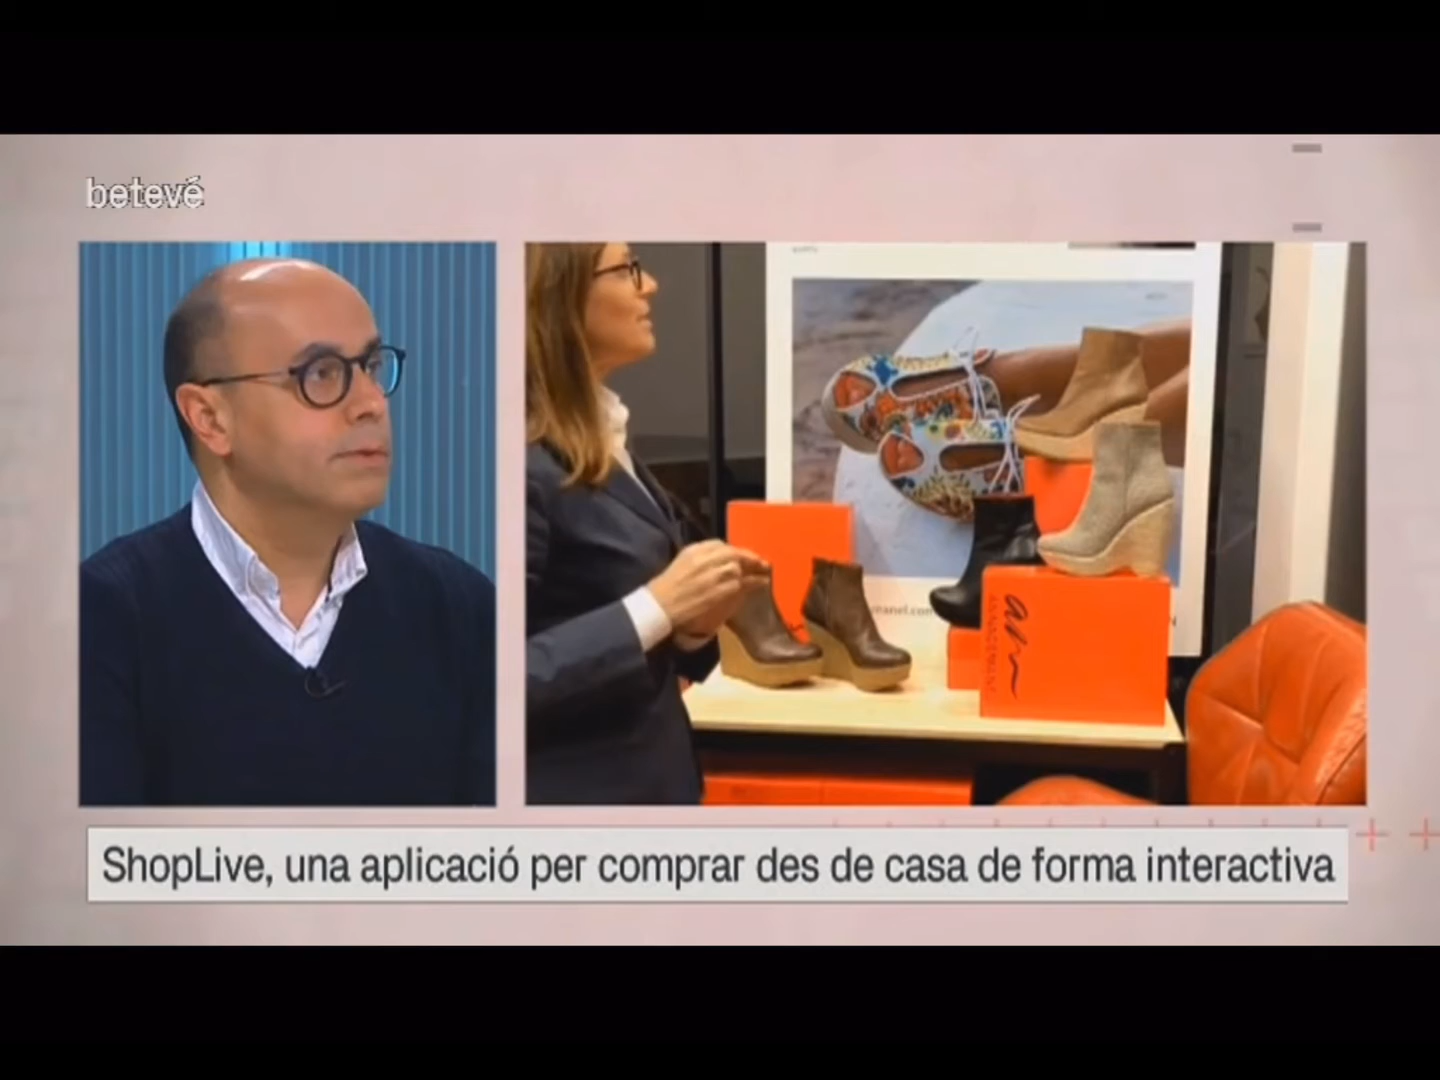 betevé
ShopLive, una aplicació per comprar des de casa de forma interactiva